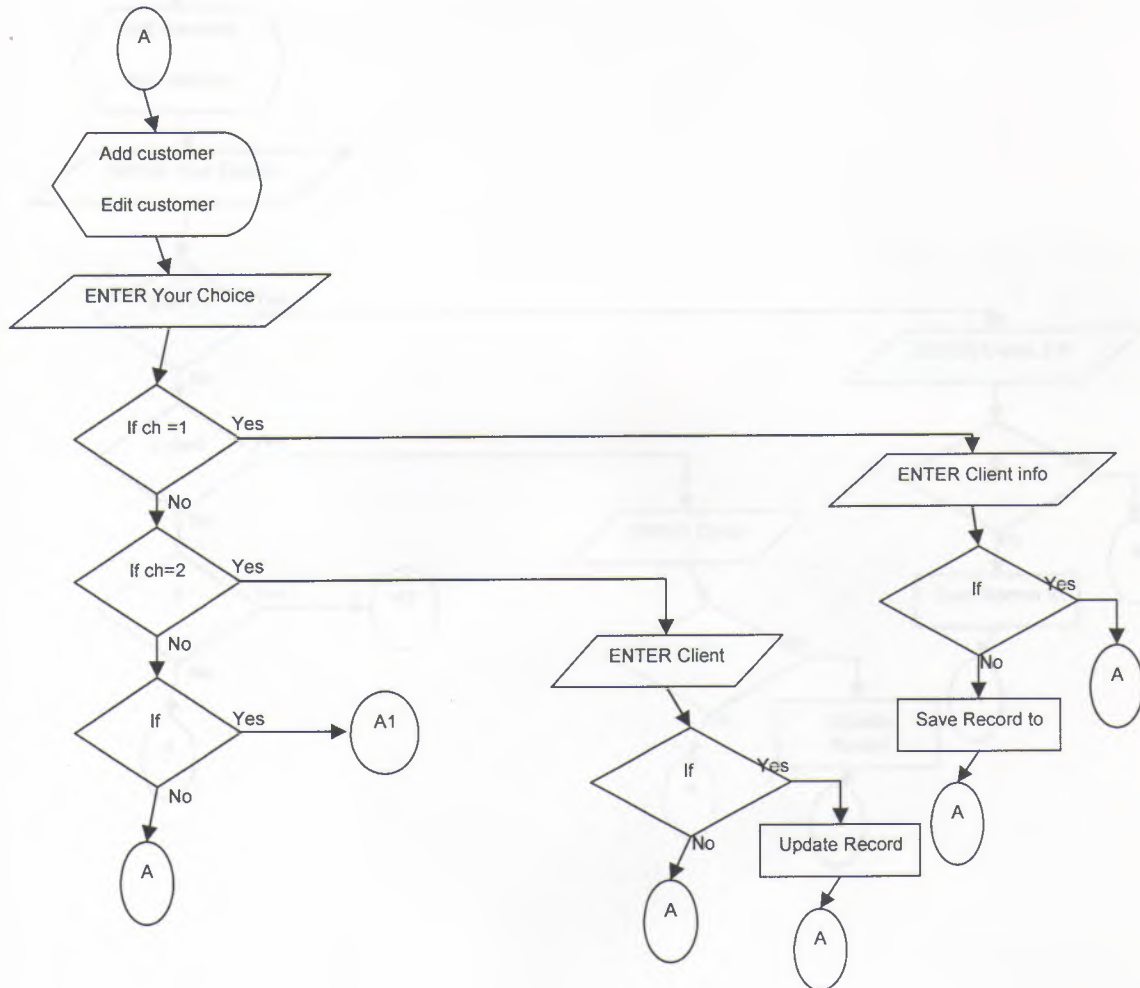 A
Add customer
Edit customer
ENTER Your Choice
If ch =1
Yes
No
ENTER Client info
If
Yes
No
A
Save Record to
A
If ch=2
Yes
No
ENTER Client
If
Yes
No
Update Record
A
A
If
Yes
A1
No
A